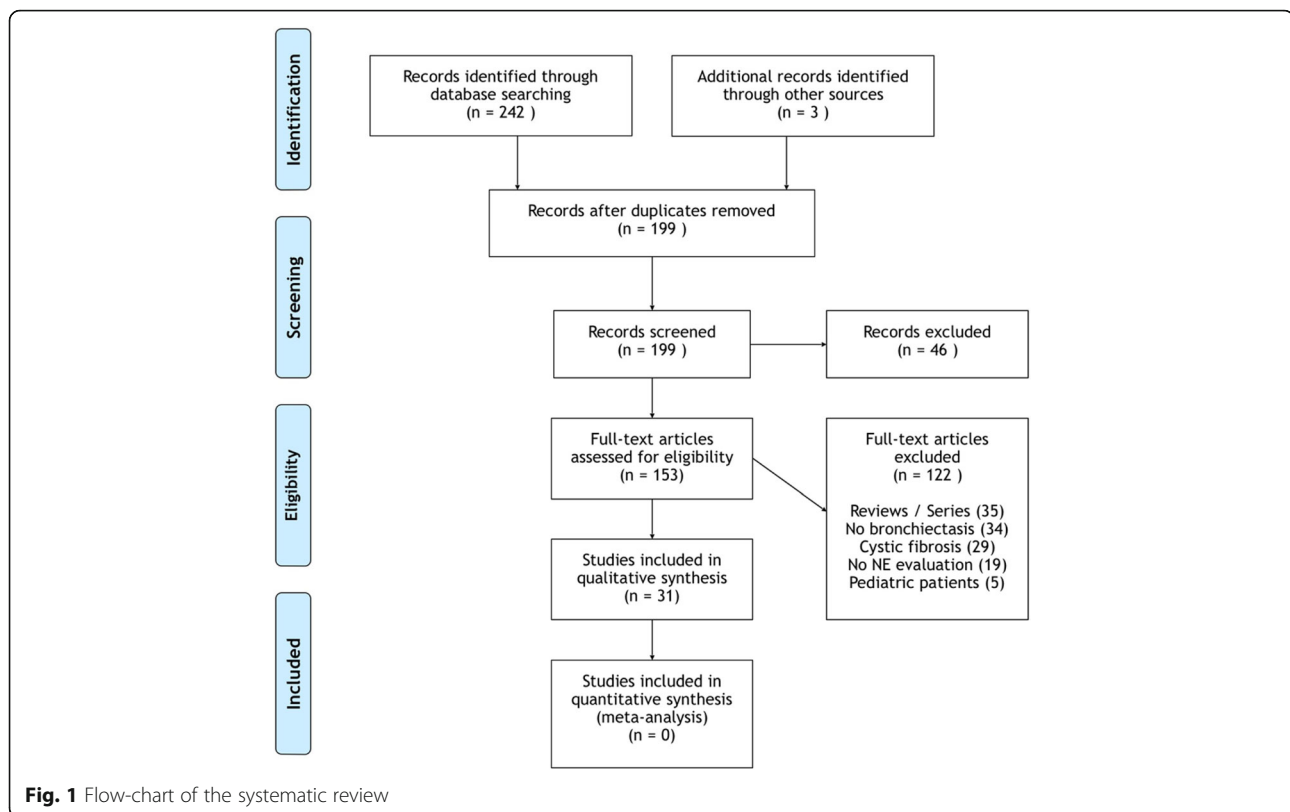 Identification
Records identified through
database searching
(n = 242 )
Additional records identified
through other sources
(n = 3 )
Records after duplicates removed
(n = 199 )
Screening
Records screened
(n = 199 )
Records excluded
(n = 46 )
Eligibility
Full-text articles
assessed for eligibility
(n = 153)
Full-text articles
excluded
(n = 122 )
Reviews / Series (35)
No bronchiectasis (34)
Cystic fibrosis (29)
No NE evaluation (19)
Pediatric patients (5)
Studies included in
qualitative synthesis
(n = 31)
Included
Studies included in
quantitative synthesis
(meta-analysis)
(n = 0)
Fig. 1 Flow-chart of the systematic review